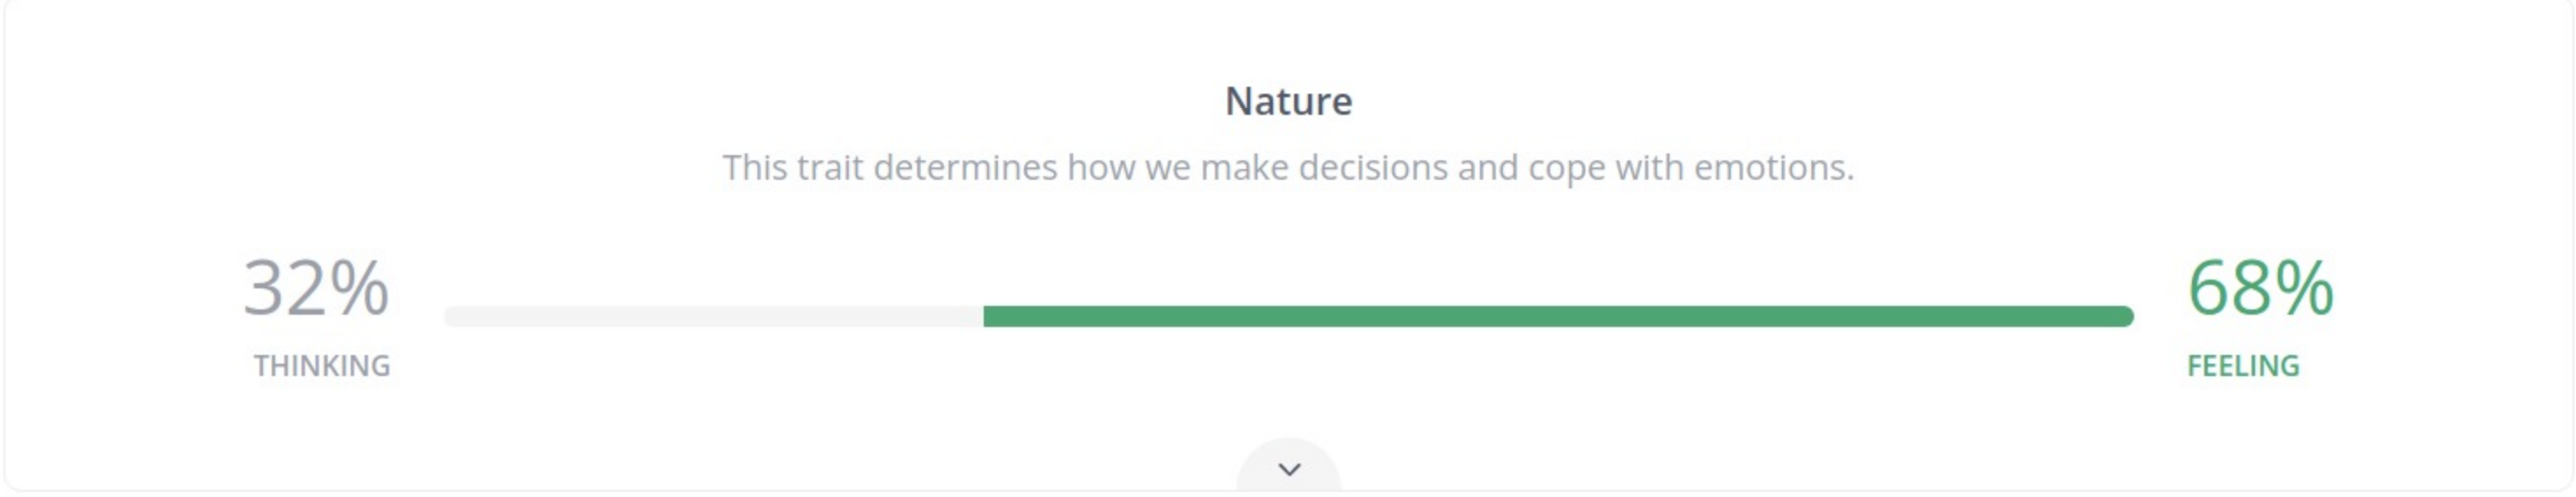 Nature
This trait determines how we make decisions and cope with emotions.
32%
68%
THINKING
FEELING